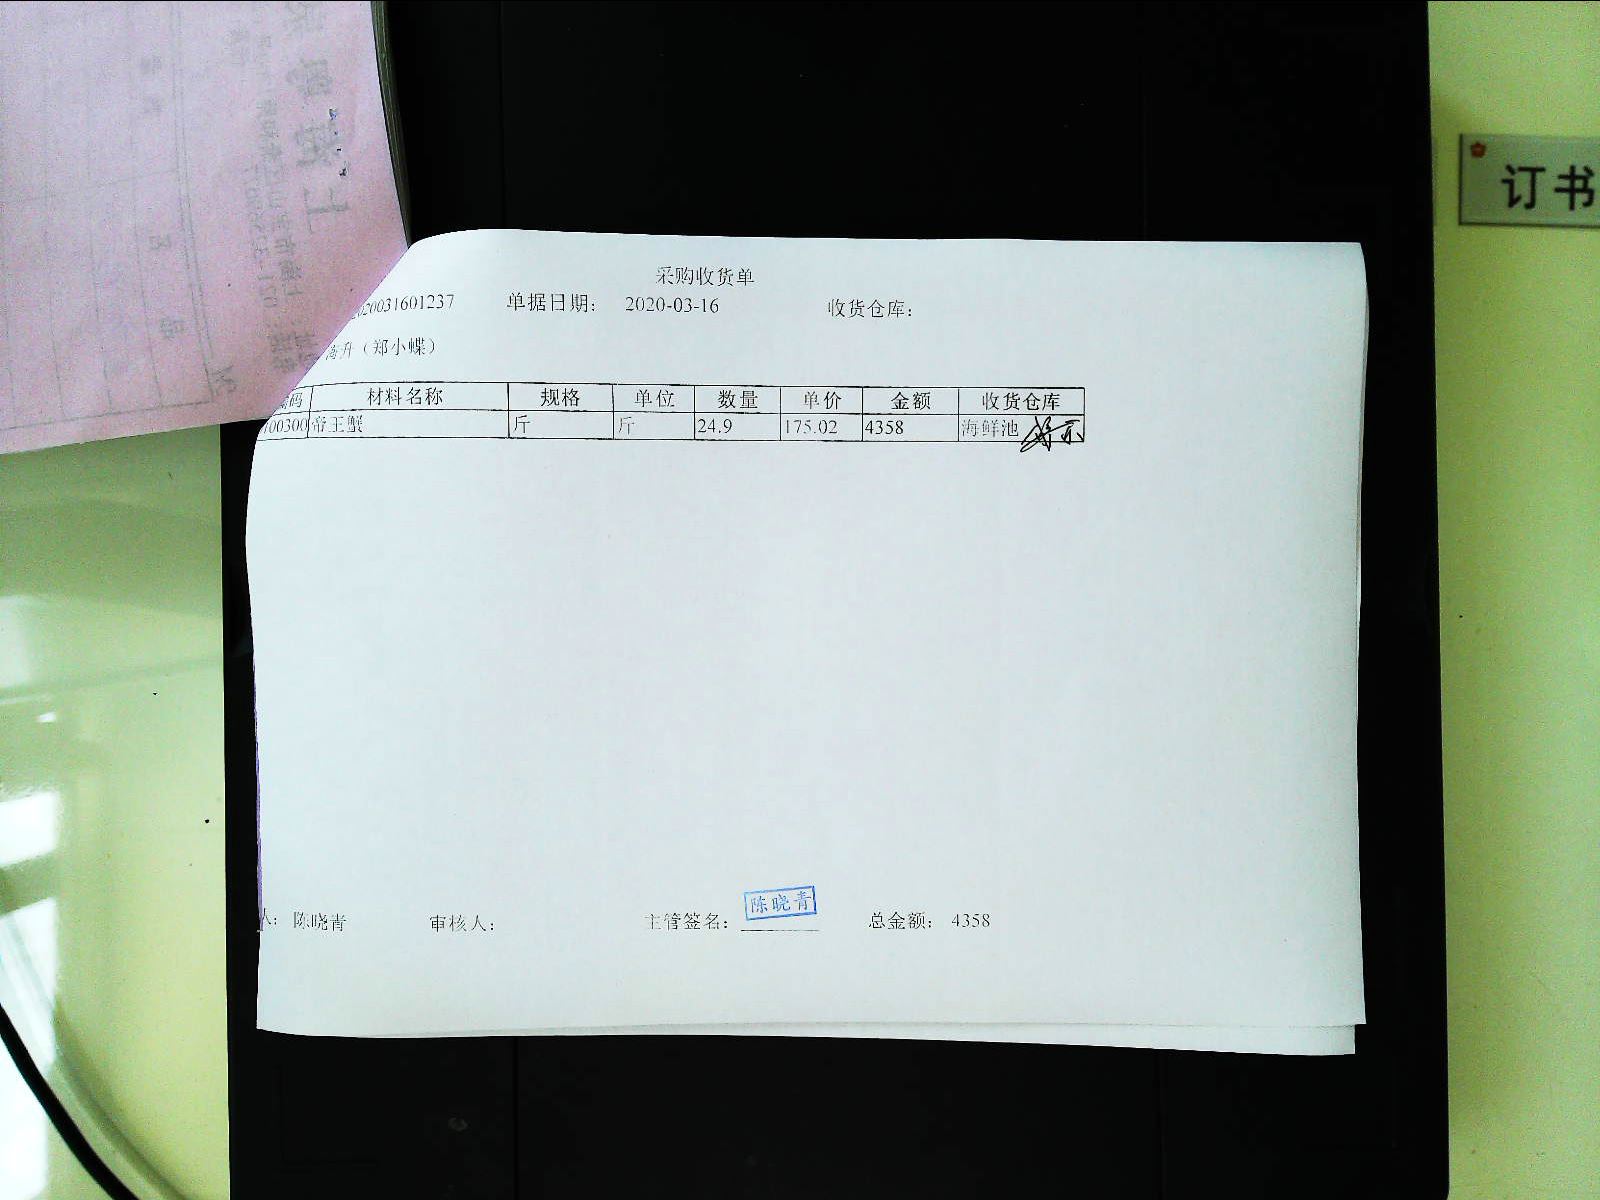 采购收货单
20031601237 单据日期： 2020-03-16 收货仓库：
海升（郑小蝶）
编码 材料名称 规格 单位 数量 单价 金额 收货仓库
00300 帝王蟹 斤 斤 24.9 175.02 4358 海鲜池
人： 陈晓青 审核人： 主管签名： 陈晓青 总金额： 4358
订书